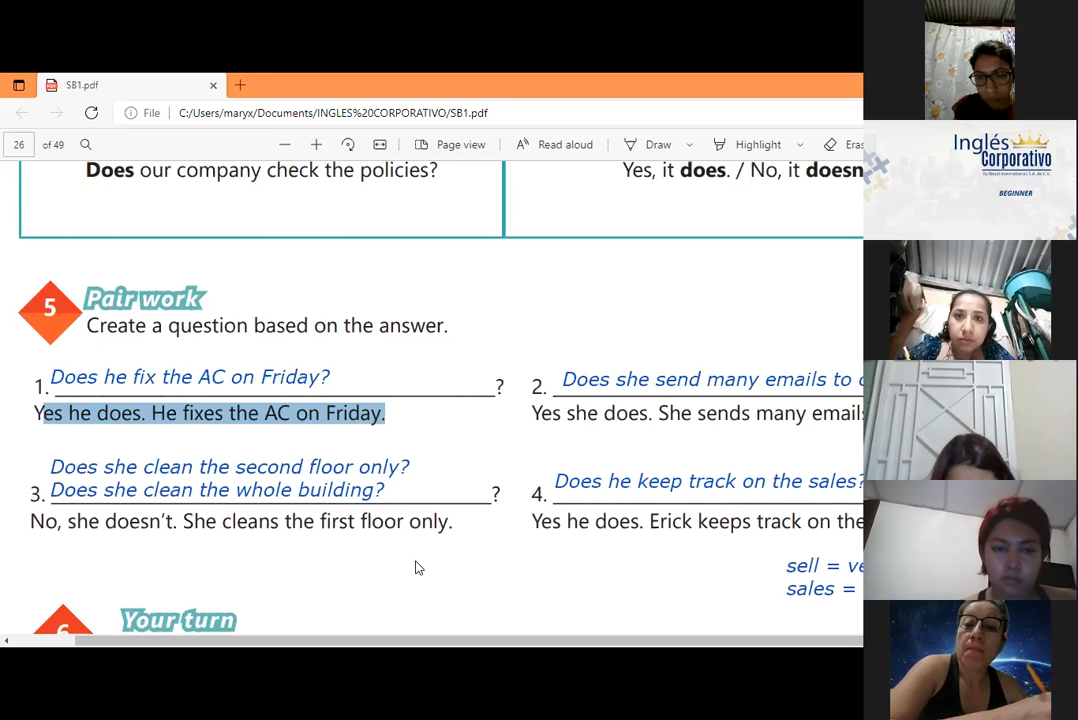 SB1.pdf
File C:/Users/maryx/Documents/INGLES%20CORPORATIVO/SB1.pdf
26 of 49 Page view Read aloud Draw Highlight
Does our company check the policies?
Yes, it does. / No, it
5 Pair work
Create a question based on the answer.
1. Does he fix the AC on Friday? ?
Yes he does. He fixes the AC on Friday.
2. Does she send many emails to
Yes she does. She sends many emails
Does she clean the second floor only?
3. Does she clean the whole building? ?
No, she doesn't. She cleans the first floor only.
4. Does he keep track on the sales?
Yes he does. Erick keeps track on the
sell =
sales =
6 Your turn
Inglés
Corporativo
BEGINNER